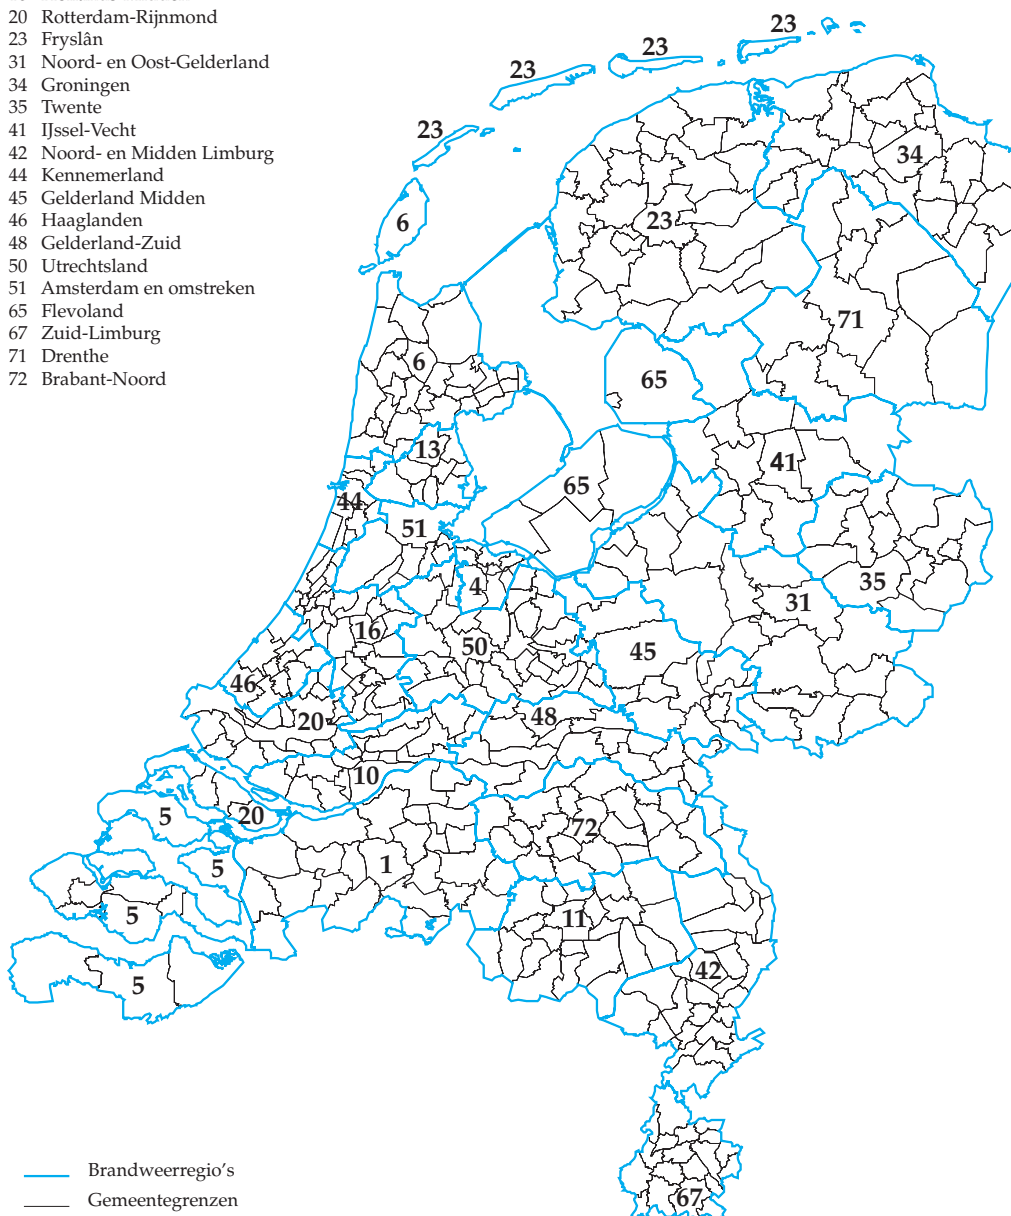 20 Rotterdam-Rijnmond
23 Fryslân
31 Noord- en Oost-Gelderland
34 Groningen
35 Twente
41 IJssel-Vecht
42 Noord- en Midden Limburg
44 Kennemerland
45 Gelderland Midden
46 Haaglanden
48 Gelderland-Zuid
50 Utrechtsland
51 Amsterdam en omstreken
65 Flevoland
67 Zuid-Limburg
71 Drenthe
72 Brabant-Noord
23
23
23
23
34
6
23
71
6
65
13
41
65
44
51
4
35
31
16
50
45
46
20
48
10
5
20
72
5
1
5
11
42
5
67
Brandweerregio's
Gemeentegrenzen